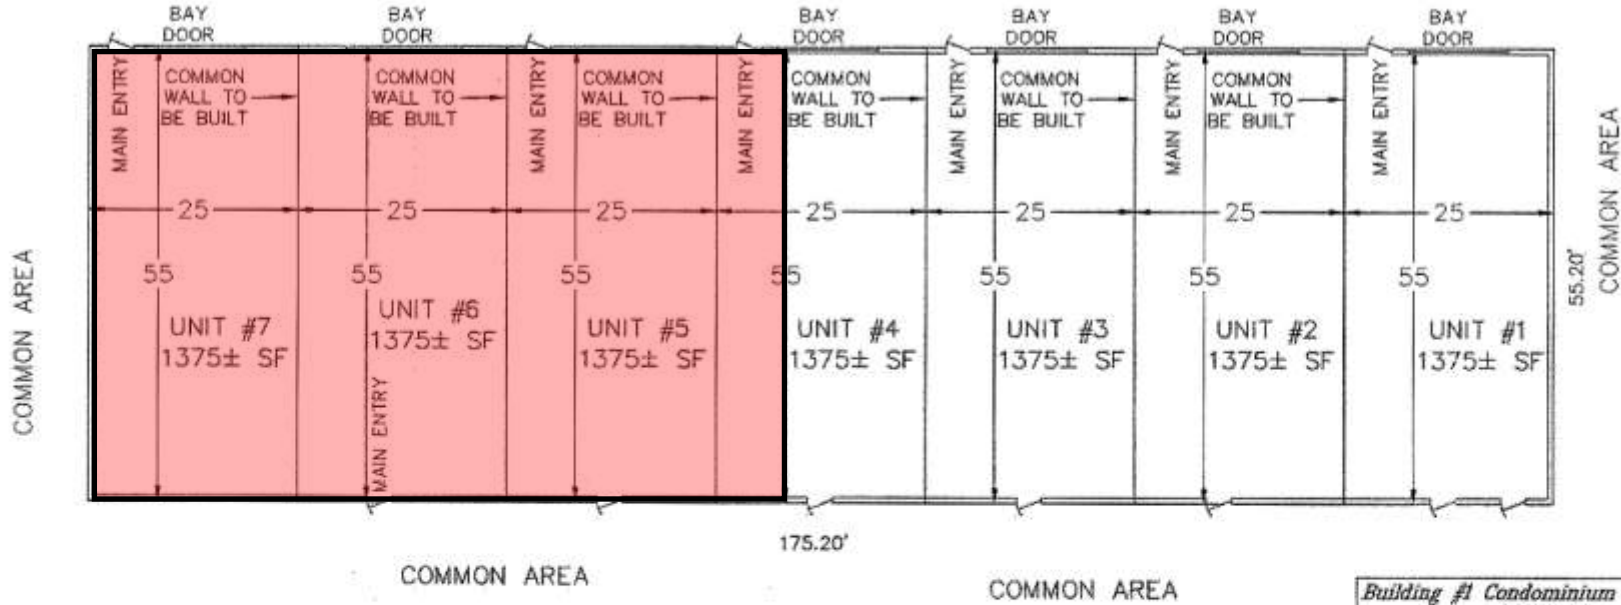 BAY
DOOR
BAY
DOOR
BAY
DOOR
BAY
DOOR
BAY
DOOR
BAY
DOOR
MAIN ENTRY
COMMON
WALL TO
BE BUILT
COMMON
WALL TO
BE BUILT
MAIN ENTRY
COMMON
WALL TO
BE BUILT
MAIN ENTRY
COMMON
WALL TO
BE BUILT
MAIN ENTRY
COMMON
WALL TO
BE BUILT
MAIN ENTRY
COMMON
WALL TO
BE BUILT
MAIN ENTRY
25
25
25
25
25
25
25
COMMON AREA
55
55
55
55
55
55
55
55.20'
COMMON AREA
UNIT #7
1375± SF
UNIT #6
1375± SF
UNIT #5
1375± SF
UNIT #4
1375± SF
UNIT #3
1375± SF
UNIT #2
1375± SF
UNIT #1
1375± SF
MAIN ENTRY
175.20'
COMMON AREA
COMMON AREA
Building #1 Condominium